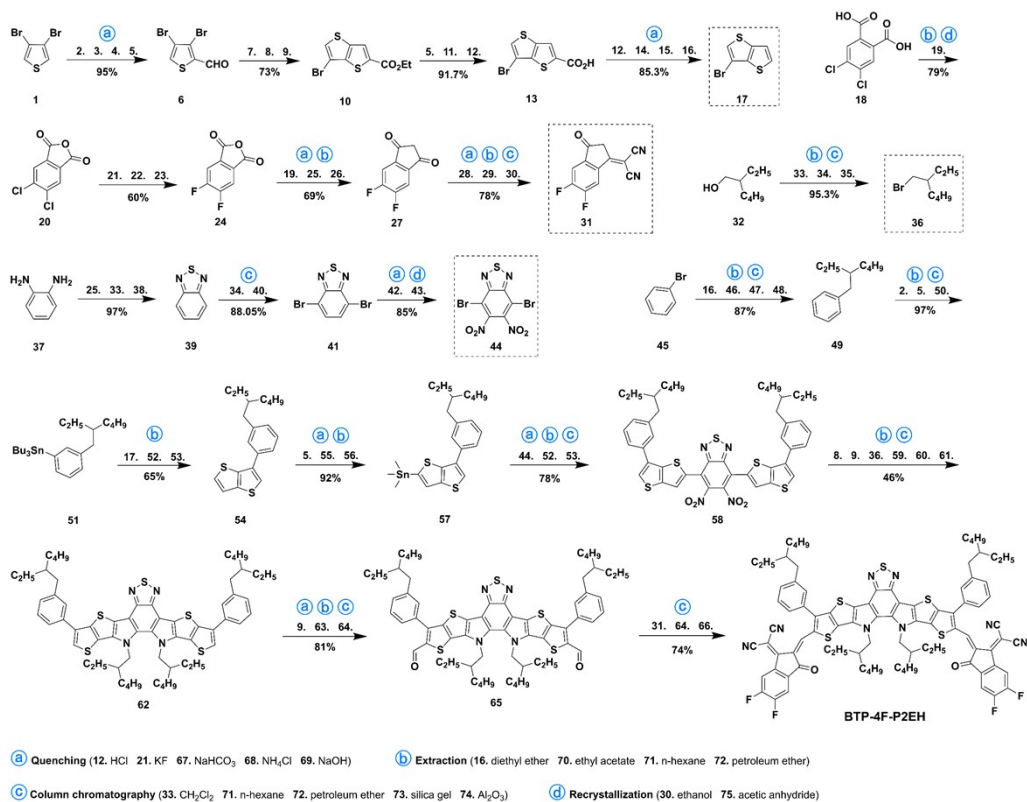 Br Br
ⓐ
2. 3. 4. 5.
95%
Br Br
CHO
7. 8. 9.
73%
Br
CO₂Et
5. 11. 12.
91.7%
Br
CO₂H
ⓐ
12. 14. 15. 16.
85.3%
Br
HO O
O
OH
Cl
Cl
ⓑ ⓓ
19.
79%
1 6 10 13 17 18
O O O
Cl
Cl
21. 22. 23.
60%
O O O
F
F
ⓐ ⓑ
19. 25. 26.
69%
O
O
F
F
ⓐ ⓑ ⓒ
28. 29. 30.
78%
O
CN
CN
F
F
HO
C₂H₅
C₄H₉
ⓑ ⓒ
33. 34. 35.
95.3%
Br
C₂H₅
C₄H₉
20 24 27 31 32 36
H₂N NH₂
25. 33. 38.
97%
N S N
ⓒ
34. 40.
88.05%
N S N
Br Br
ⓐ ⓓ
42. 43.
85%
N S N
Br Br
O₂N NO₂
Br
ⓑ ⓒ
16. 46. 47. 48.
87%
C₂H₅ C₄H₉
ⓑ ⓒ
2. 5. 50.
97%
37 39 41 44 45 49
C₂H₅ C₄H₉
Bu₃Sn
ⓑ
17. 52. 53.
65%
C₂H₅
C₄H₉
S
S
ⓐ ⓑ
5. 55. 56.
92%
C₂H₅
C₄H₉
Sn
S
S
ⓐ ⓑ ⓒ
44. 52. 53.
78%
C₂H₅ C₄H₉
C₄H₉
C₂H₅
N S N
S S S S
O₂N NO₂
ⓑ ⓒ
8. 9. 36. 59. 60. 61.
46%
51 54 57 58
C₄H₉ C₄H₉
C₂H₅ C₂H₅
N S N
S S S S
N N
C₂H₅ C₂H₅
C₄H₉ C₄H₉
ⓐ ⓑ ⓒ
9. 63. 64.
81%
C₄H₉ C₄H₉
C₂H₅ C₂H₅
N S N
S S S S
N N
O O
C₂H₅ C₂H₅
C₄H₉ C₄H₉
ⓒ
31. 64. 66.
74%
C₄H₉ C₄H₉
C₂H₅ C₂H₅
N S N
S S S S
N N
NC CN
NC CN
O O
C₂H₅ C₂H₅
C₄H₉ C₄H₉
F F
F F
62 65 BTP-4F-P2EH
ⓐ Quenching (12. HCl 21. KF 67. NaHCO₃ 68. NH₄Cl 69. NaOH) ⓑ Extraction (16. diethyl ether 70. ethyl acetate 71. n-hexane 72. petroleum ether)
ⓒ Column chromatography (33. CH₂Cl₂ 71. n-hexane 72. petroleum ether 73. silica gel 74. Al₂O₃) ⓓ Recrystallization (30. ethanol 75. acetic anhydride)